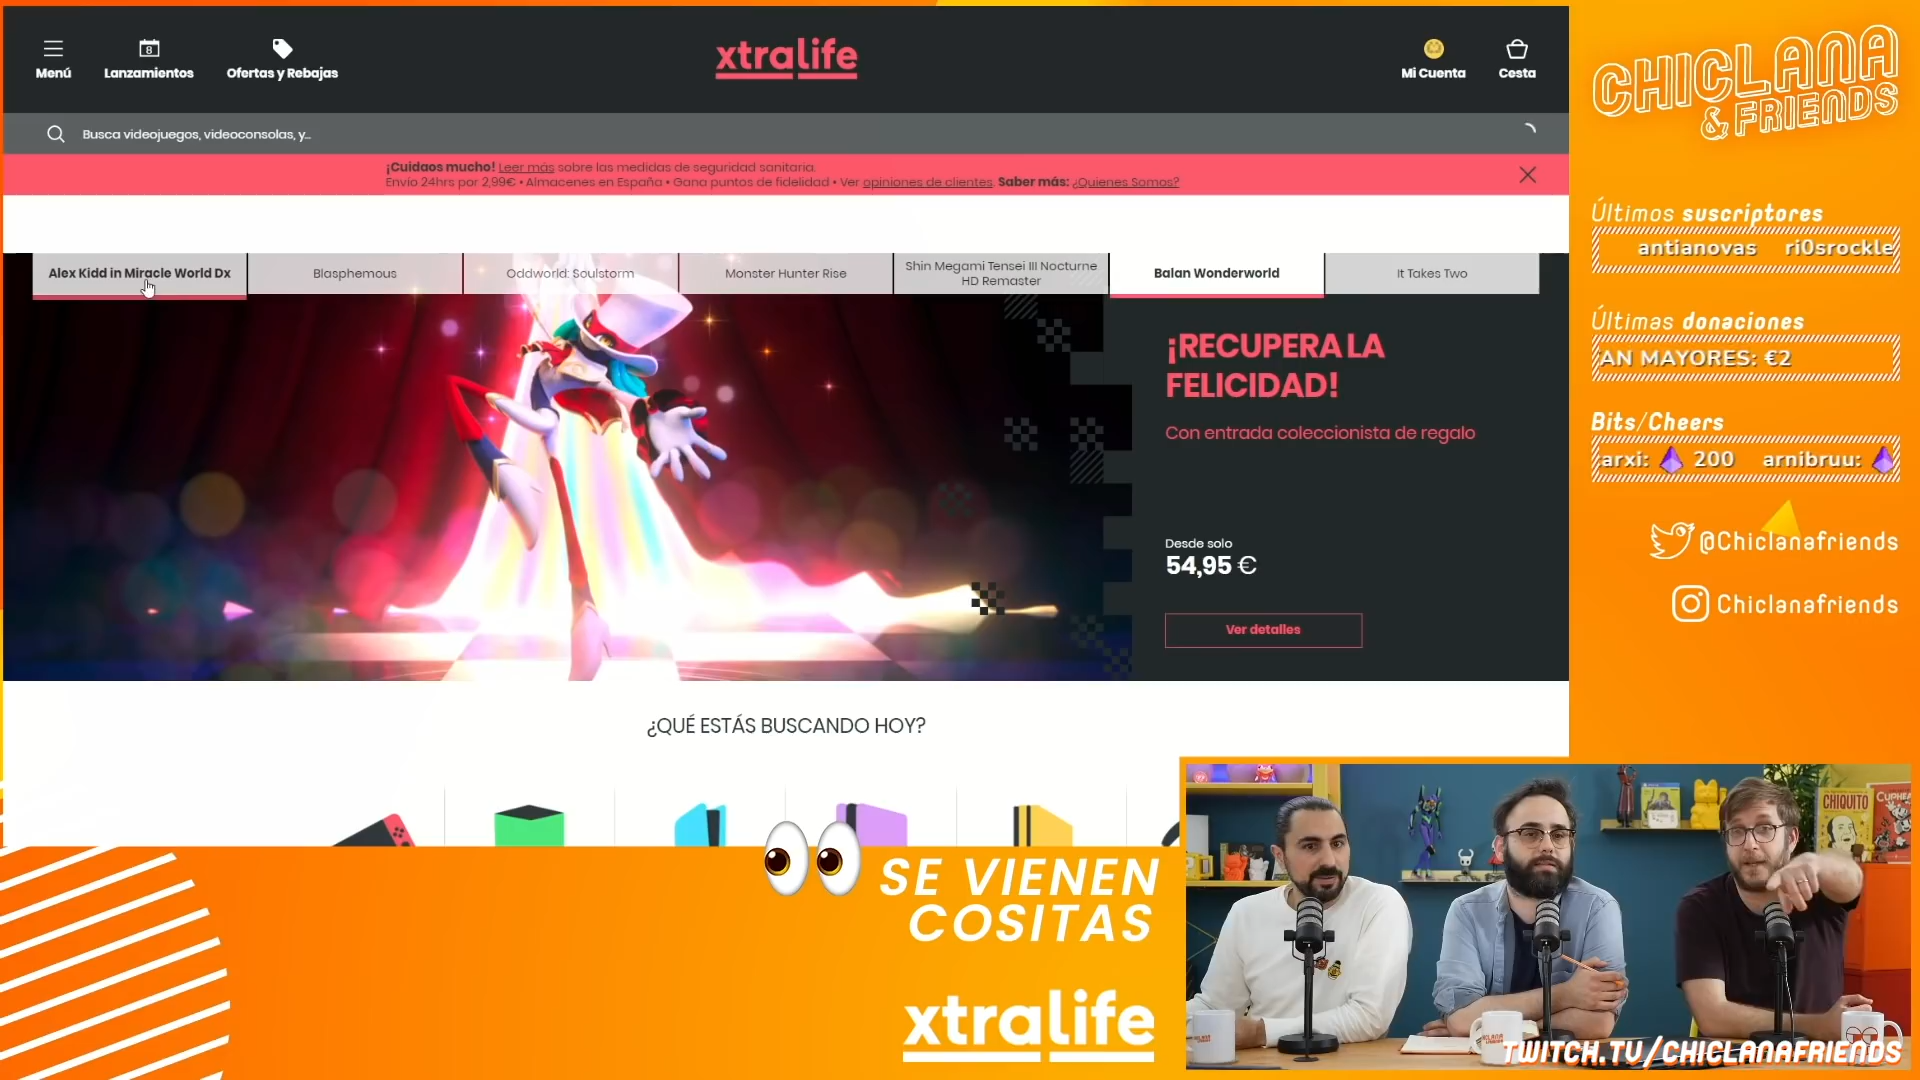 Menú
Lanzamientos
Ofertas y Rebajas
xtralife
Mi Cuenta
Cesta
8
Busca videojuegos, videoconsolas, y...
¡Cuidaos mucho! Leer más sobre las medidas de seguridad sanitaria.
Envío 24hrs por 2,99€ • Almacenes en España • Gana puntos de fidelidad • Ver opiniones de clientes. Saber más: ¿Quienes Somos?
Alex Kidd in Miracle World Dx
Blasphemous
Oddworld: Soulstorm
Monster Hunter Rise
Shin Megami Tensei III Nocturne
HD Remaster
Balan Wonderworld
It Takes Two
¡RECUPERA LA
FELICIDAD!
Con entrada coleccionista de regalo
Desde solo
54,95 €
Ver detalles
¿QUÉ ESTÁS BUSCANDO HOY?
SE VIENEN
COSITAS
xtralife
CHICLANA
& FRIENDS
Últimos suscriptores
antianovas ri0srockle
Últimas donaciones
AN MAYORES: €2
Bits/Cheers
arxi: 200 arnibruu:
@Chiclanafriends
Chiclanafriends
CHIQUITO
CUPHEA
TWITCH.TV/CHICLANAFRIENDS